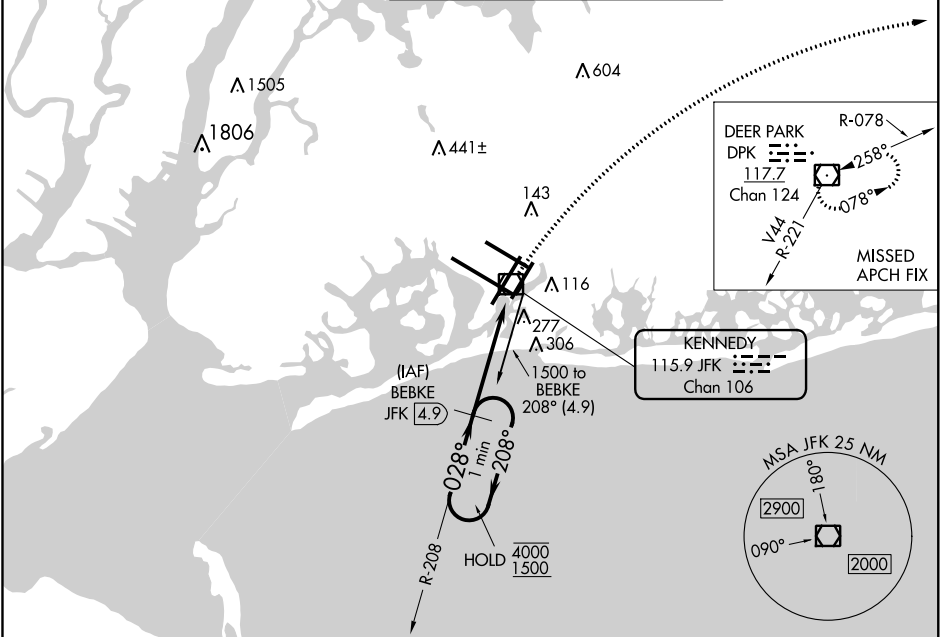 1505
604
1806
441±
143
DEER PARK
DPK
117.7
Chan 124
R-078
258°
078°
V44
R-221
MISSED
APCH FIX
116
277
306
KENNEDY
115.9 JFK
Chan 106
(IAF)
BEBKE
JFK 4.9
1500 to
BEBKE
208° (4.9)
028°
1 min
208°
HOLD 4000
1500
R-208
MSA JFK 25 NM
180°
2900
090°
2000